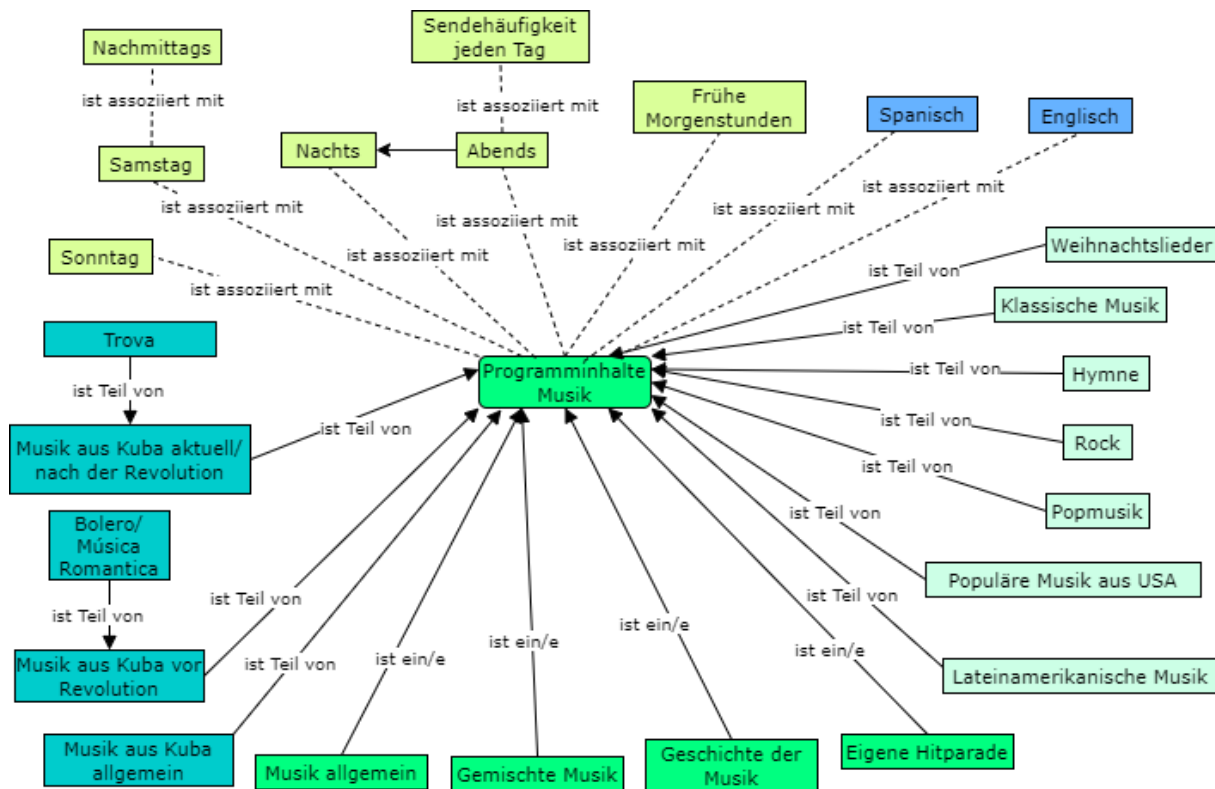 Sendehäufigkeit
jeden Tag
Nachmittags
ist assoziiert mit
ist assoziiert mit
Frühe
Morgenstunden
Spanisch
Englisch
Samstag
Nachts
Abends
ist assoziiert mit
ist assoziiert mit
ist assoziiert mit
ist assoziiert mit
ist assoziiert mit
ist assoziiert mit
Sonntag
ist assoziiert mit
Weihnachtslieder
ist Teil von
Klassische Musik
ist Teil von
Trova
Programminhalte
Musik
ist Teil von
Hymne
ist Teil von
ist Teil von
ist Teil von
Rock
Musik aus Kuba aktuell/
nach der Revolution
ist Teil von
Popmusik
ist Teil von
Bolero/
Música
Romantica
Populäre Musik aus USA
ist Teil von
ist Teil von
ist Teil von
ist ein/e
ist ein/e
ist Teil von
ist ein/e
ist ein/e
Musik aus Kuba vor
Revolution
Lateinamerikanische Musik
Musik aus Kuba
allgemein
Musik allgemein
Gemischte Musik
Geschichte der
Musik
Eigene Hitparade